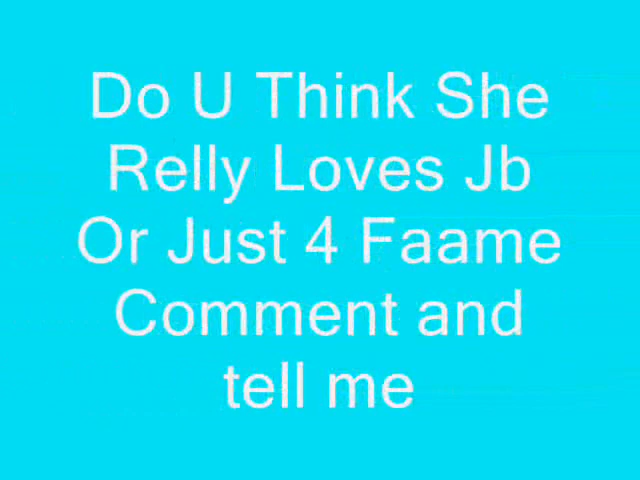 Do U Think She
Relly Loves Jb
Or Just 4 Faame
Comment and
tell me